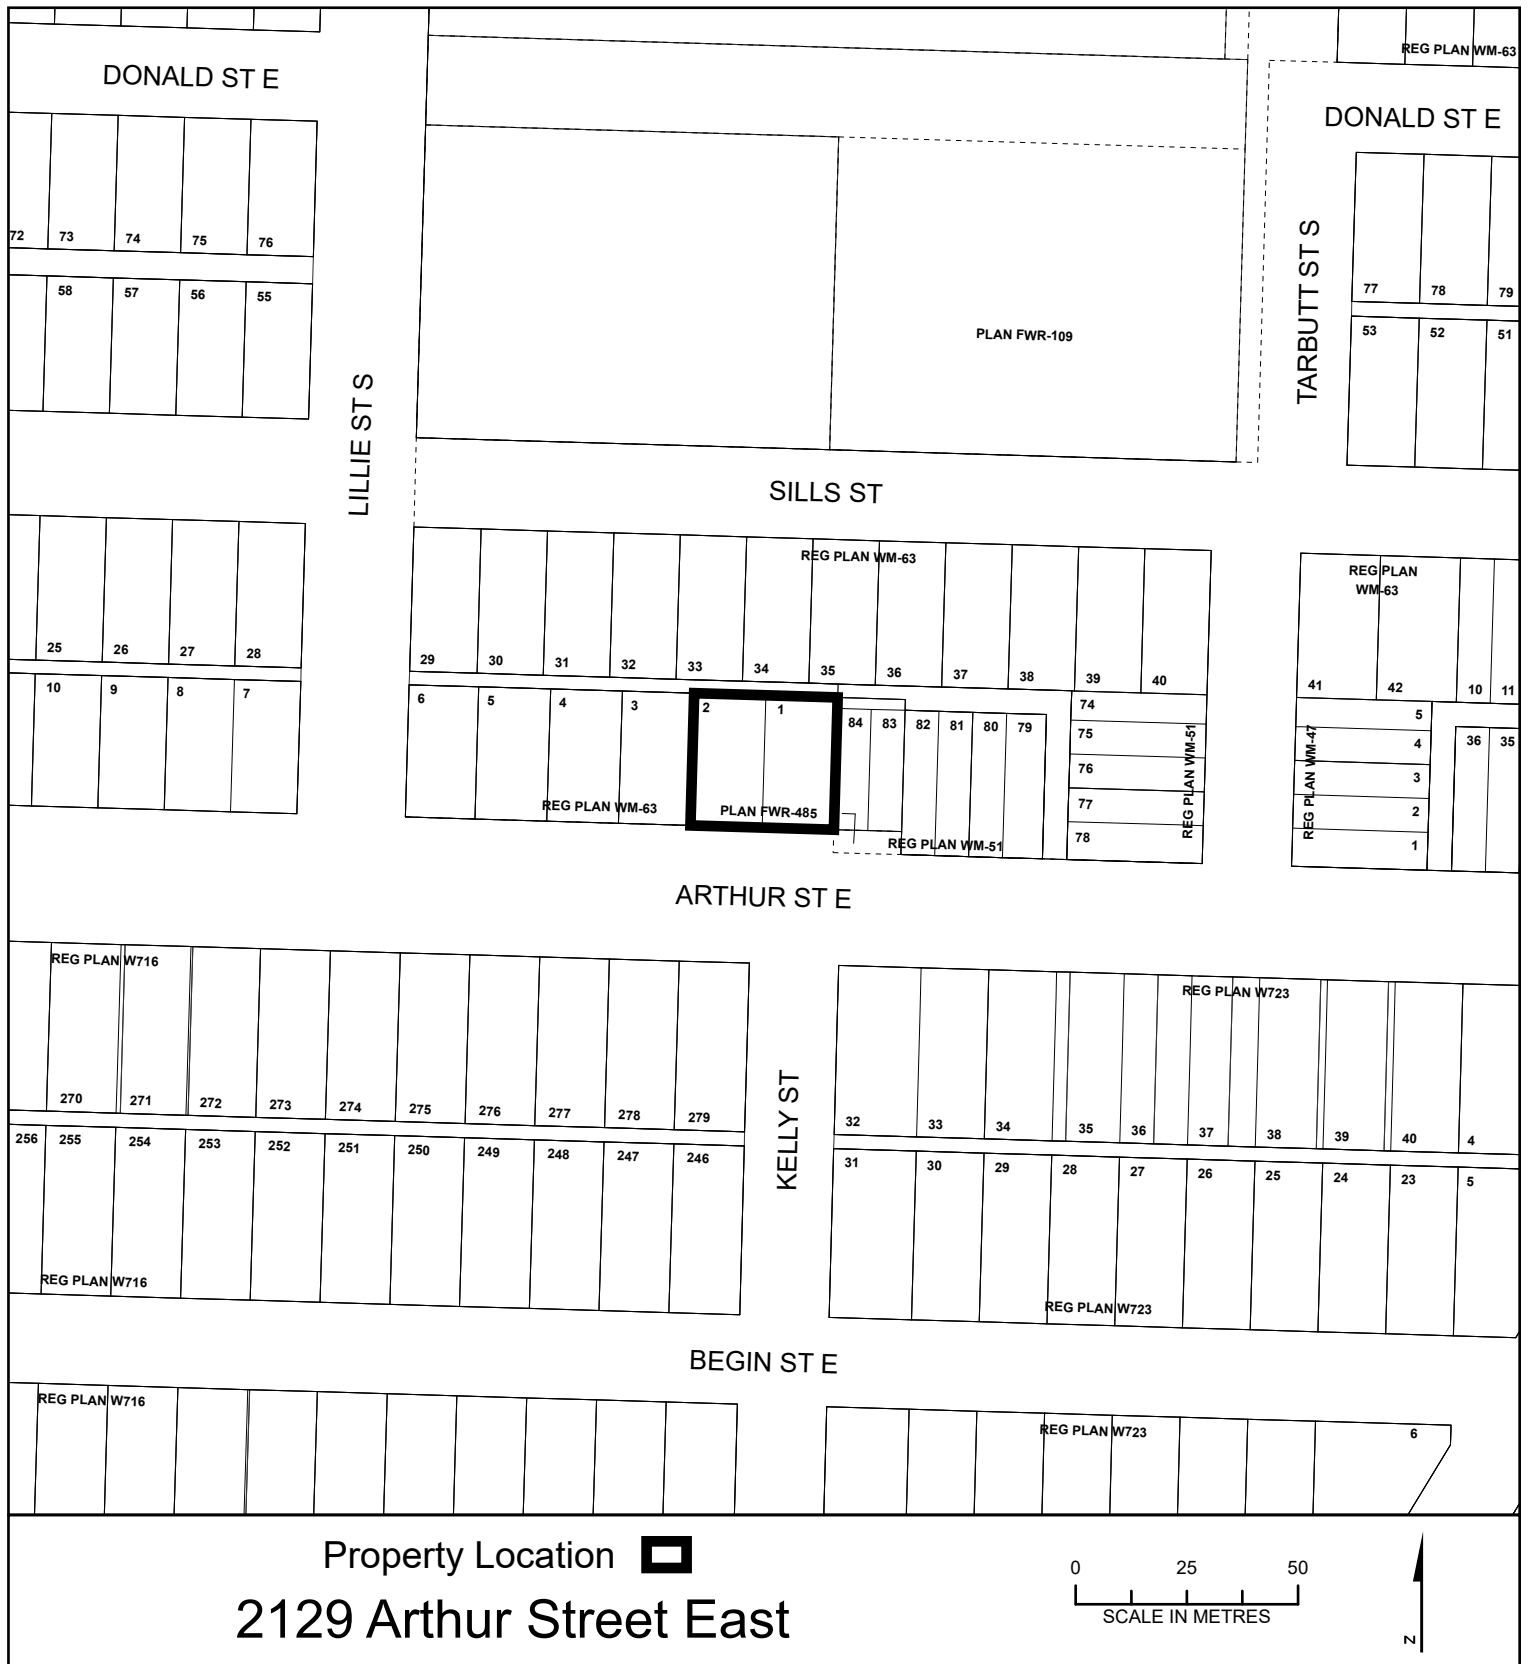 REG PLAN WM-63
DONALD ST E
DONALD ST E
72 73 74 75 76
58 57 56 55
77 78 79
53 52 51
TARBUTT ST S
PLAN FWR-109
LILLIE ST S
SILLS ST
REG PLAN WM-63
REG PLAN
WM-63
25 26 27 28
29 30 31 32 33 34 35 36 37 38 39 40
41 42 10 11
10 9 8 7
6 5 4 3 2 1
84 83 82 81 80 79
74
75
76
77
78
REG PLAN WM-51
REG PLAN WM-47
5
4
3
2
1
36 35
REG PLAN WM-63
PLAN FWR-485
REG PLAN WM-51
ARTHUR ST E
REG PLAN W716
REG PLAN W723
270 271 272 273 274 275 276 277 278 279
32 33 34 35 36 37 38 39 40 4
KELLY ST
256 255 254 253 252 251 250 249 248 247 246
31 30 29 28 27 26 25 24 23 5
REG PLAN W716
REG PLAN W723
BEGIN ST E
REG PLAN W716
REG PLAN W723
6
Property Location
2129 Arthur Street East
0 25 50
SCALE IN METRES
N